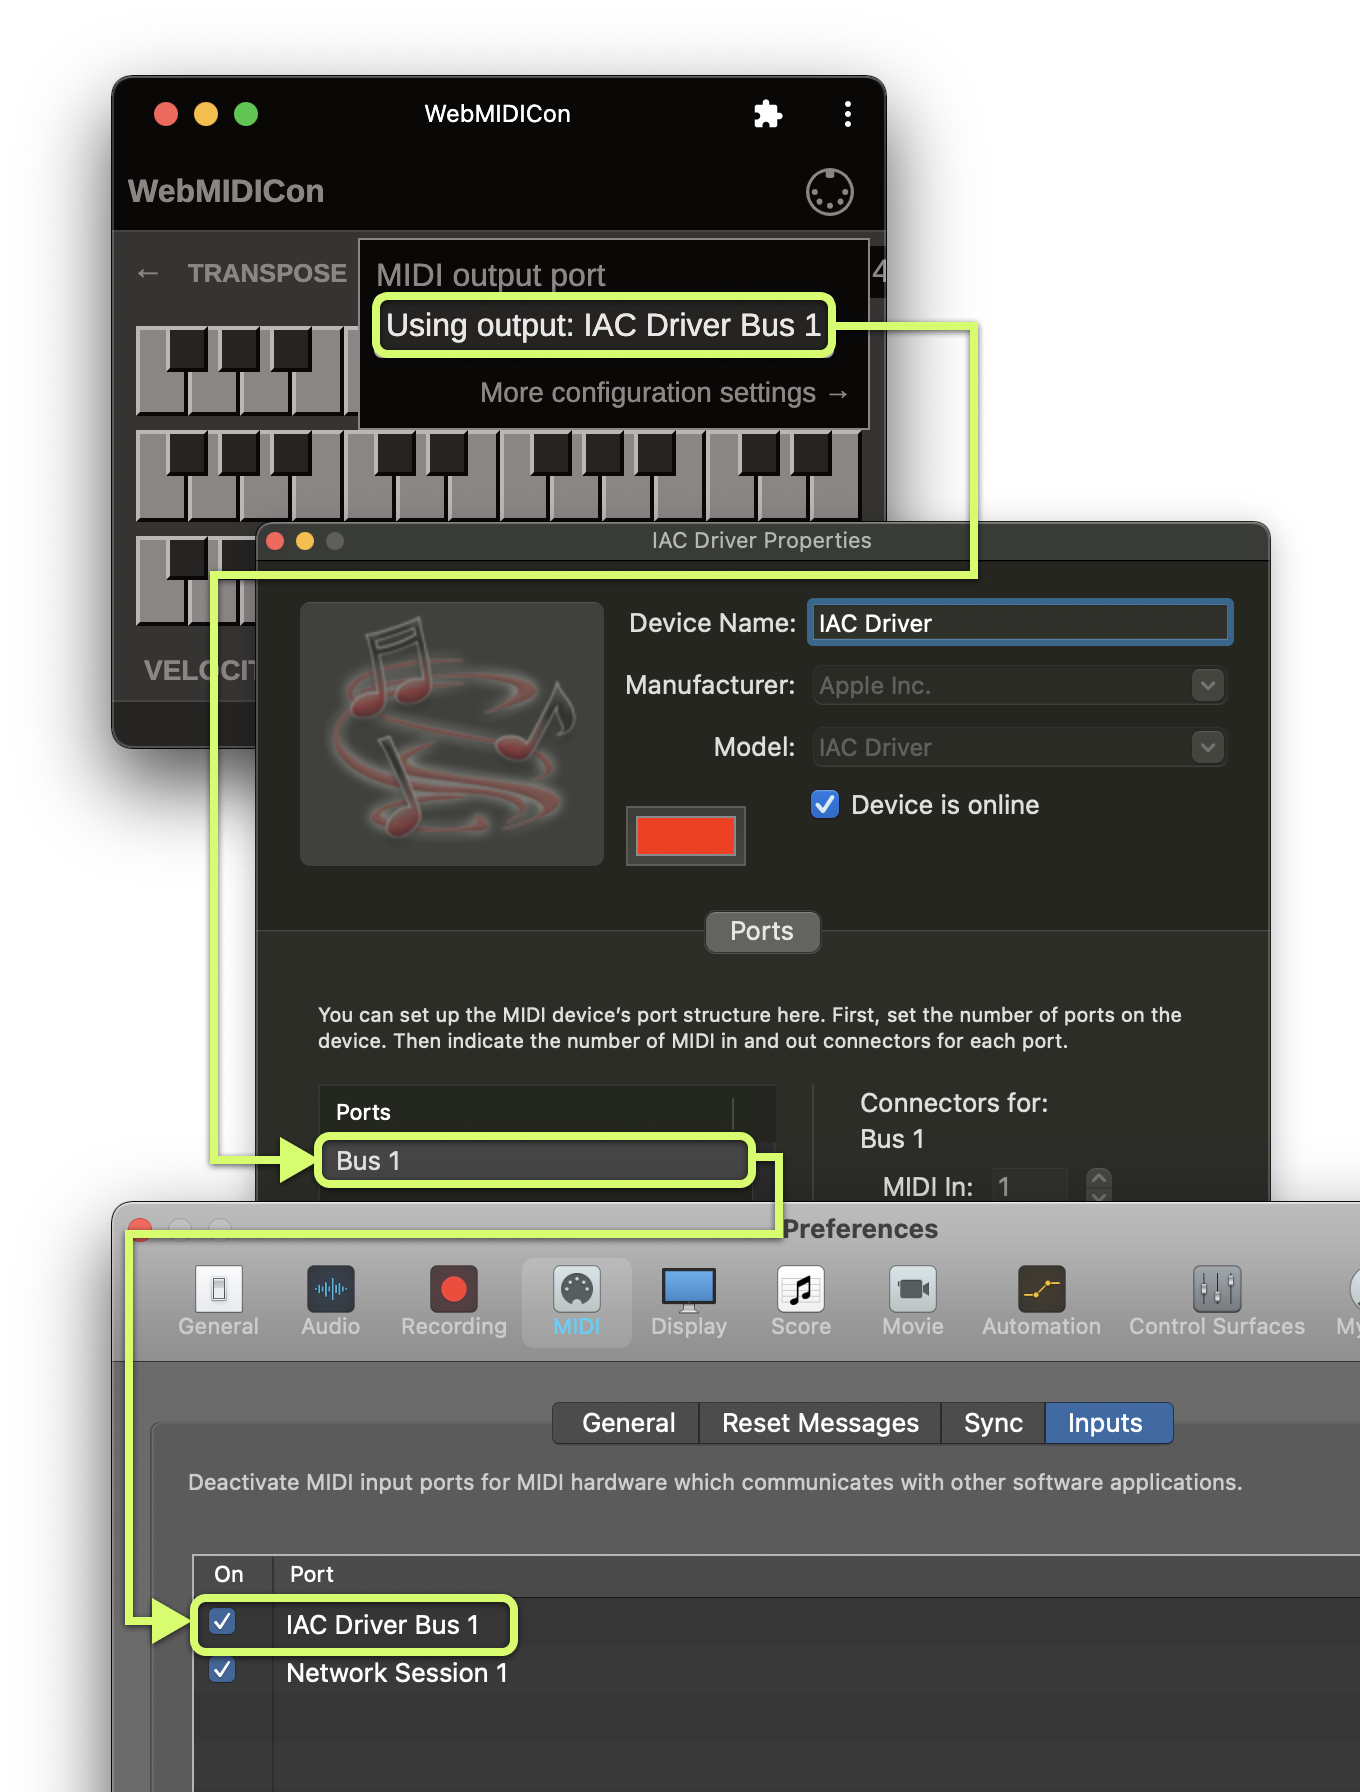 WebMIDICon
WebMIDICon
← TRANSPOSE
4
MIDI output port
Using output: IAC Driver Bus 1
More configuration settings →
IAC Driver Properties
Device Name: IAC Driver
Manufacturer: Apple Inc.
Model: IAC Driver
Device is online
Ports
You can set up the MIDI device’s port structure here. First, set the number of ports on the
device. Then indicate the number of MIDI in and out connectors for each port.
Ports
Bus 1
Connectors for:
Bus 1
MIDI In: 1
Preferences
General Audio Recording MIDI Display Score Movie Automation Control Surfaces
General Reset Messages Sync Inputs
Deactivate MIDI input ports for MIDI hardware which communicates with other software applications.
On Port
IAC Driver Bus 1
Network Session 1